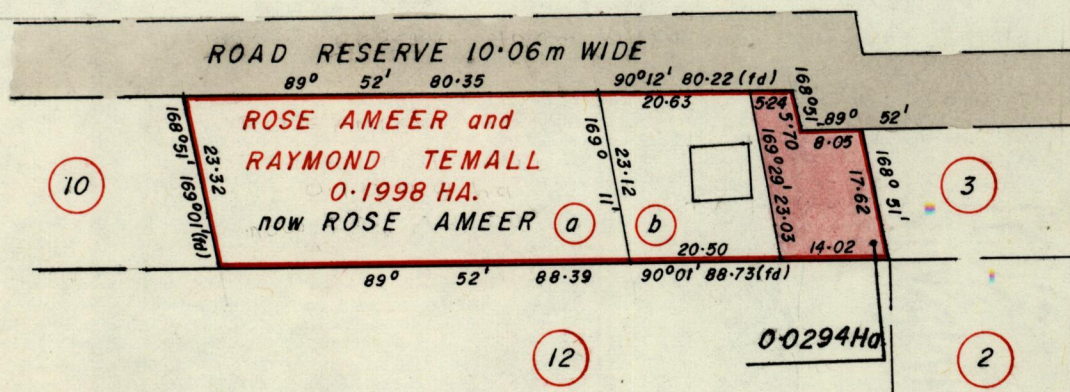 ROAD RESERVE 10·06m WIDE
89° 52' 80·35 90°12' 80·22 (fd)
20·63
5·24
168°51'
5·70
89° 52'
8·05
168°51' 169°01'(fd)
23·32
ROSE AMEER and
RAYMOND TEMALL
0·1998 HA.
now ROSE AMEER
a
169° 11'
23·12
b
169°29' 23·03
17·62
168° 51'
10
3
20·50
14·02
89° 52' 88·39 90°01' 88·73(fd)
0·0294Ha
12
2